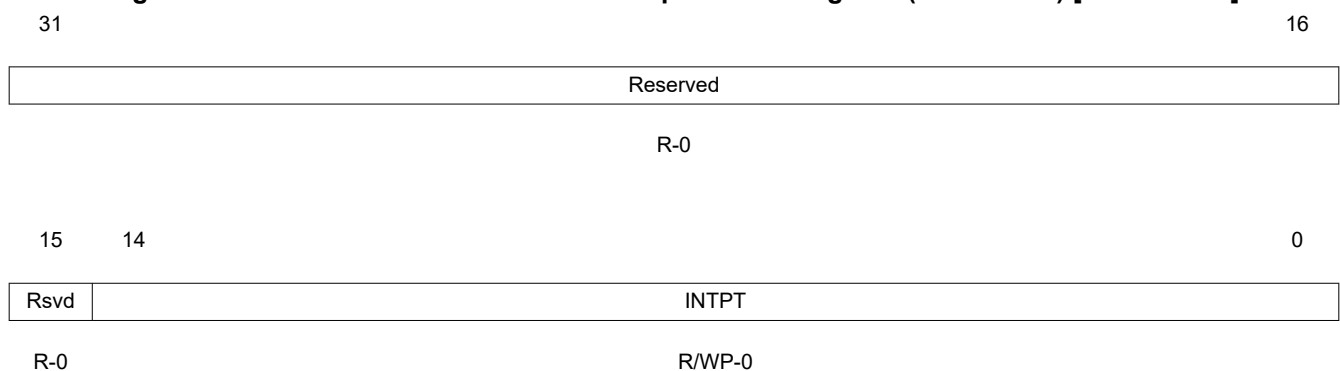 31 16
Reserved
R-0
15 14 0
Rsvd INTPT
R-0 R/WP-0